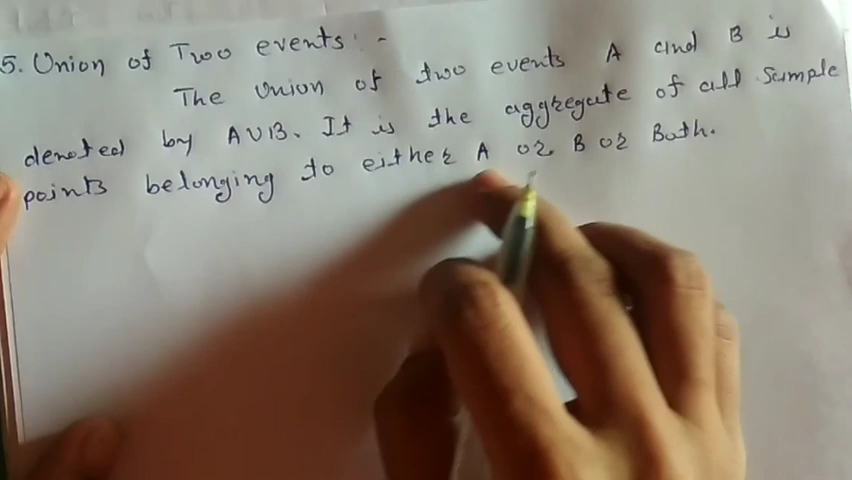 5. Union of Two events :-
The Union of two events A and B is
denoted by A∪B. It is the aggregate of all sample
points belonging to either A or B or Both.